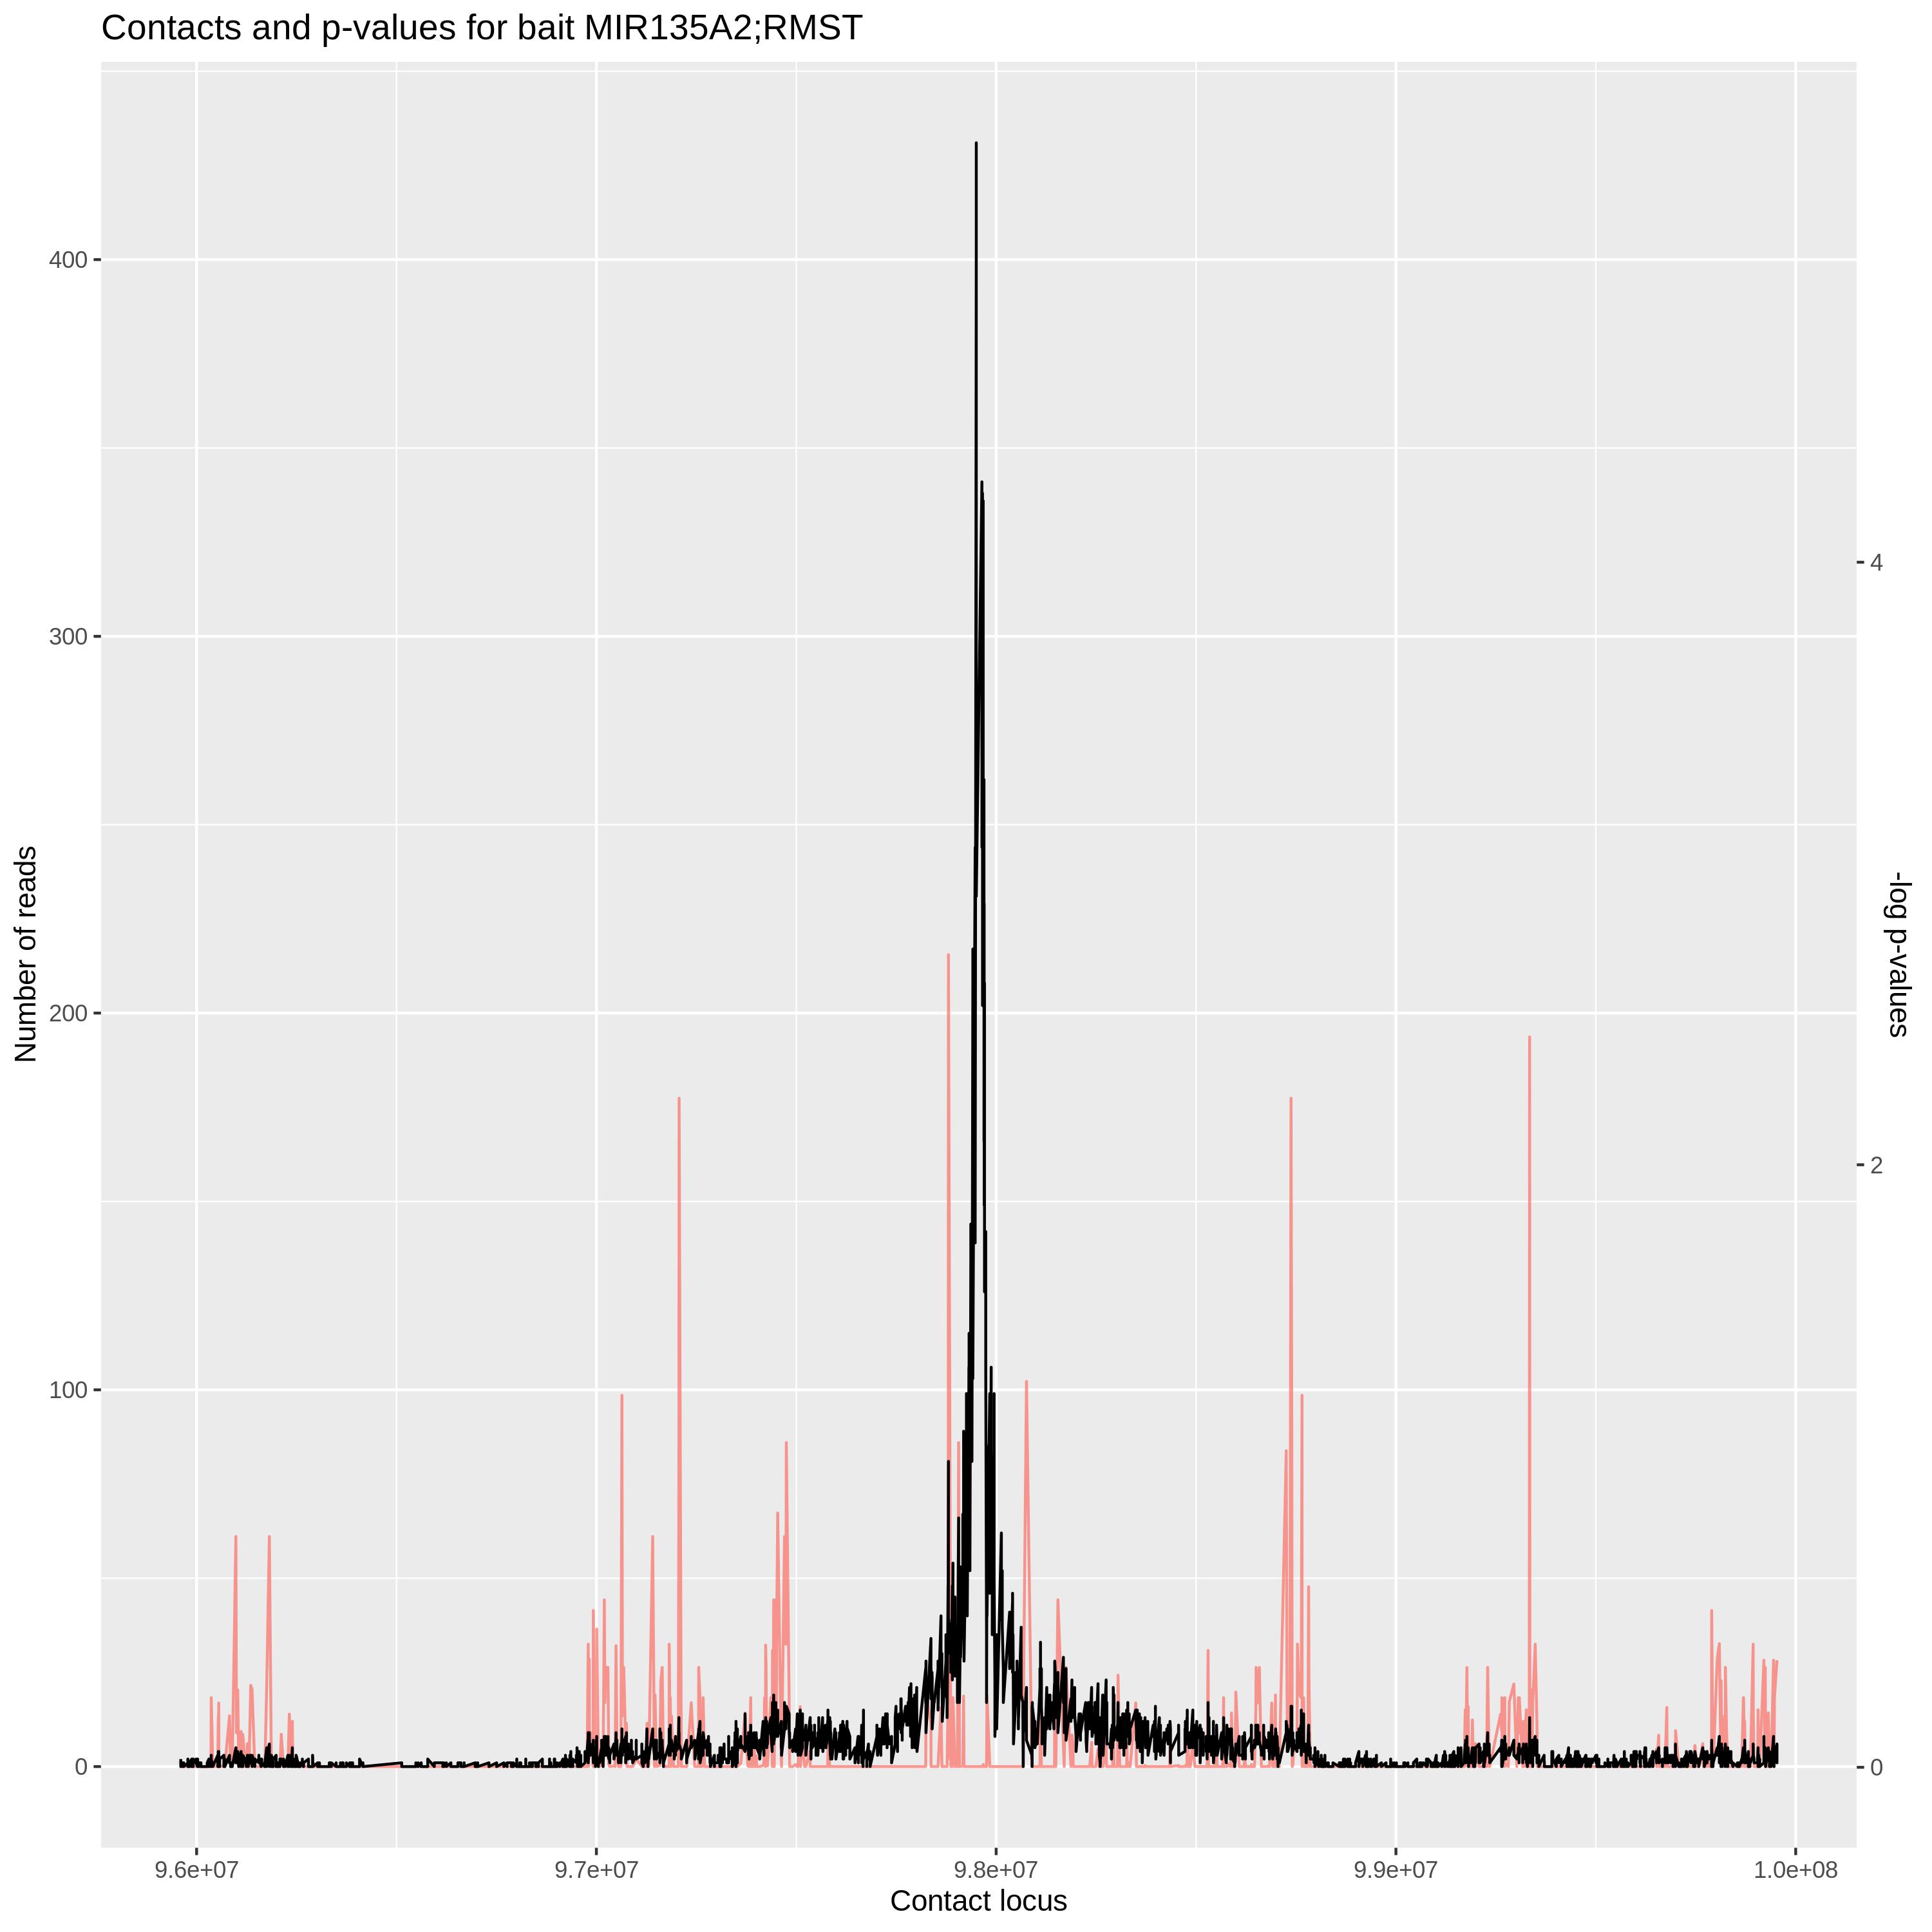 Contacts and p-values for bait MIR135A2;RMST
400
300
200
100
0
Number of reads
4
2
0
-log p-values
9.6e+07
9.7e+07
9.8e+07
9.9e+07
1.0e+08
Contact locus